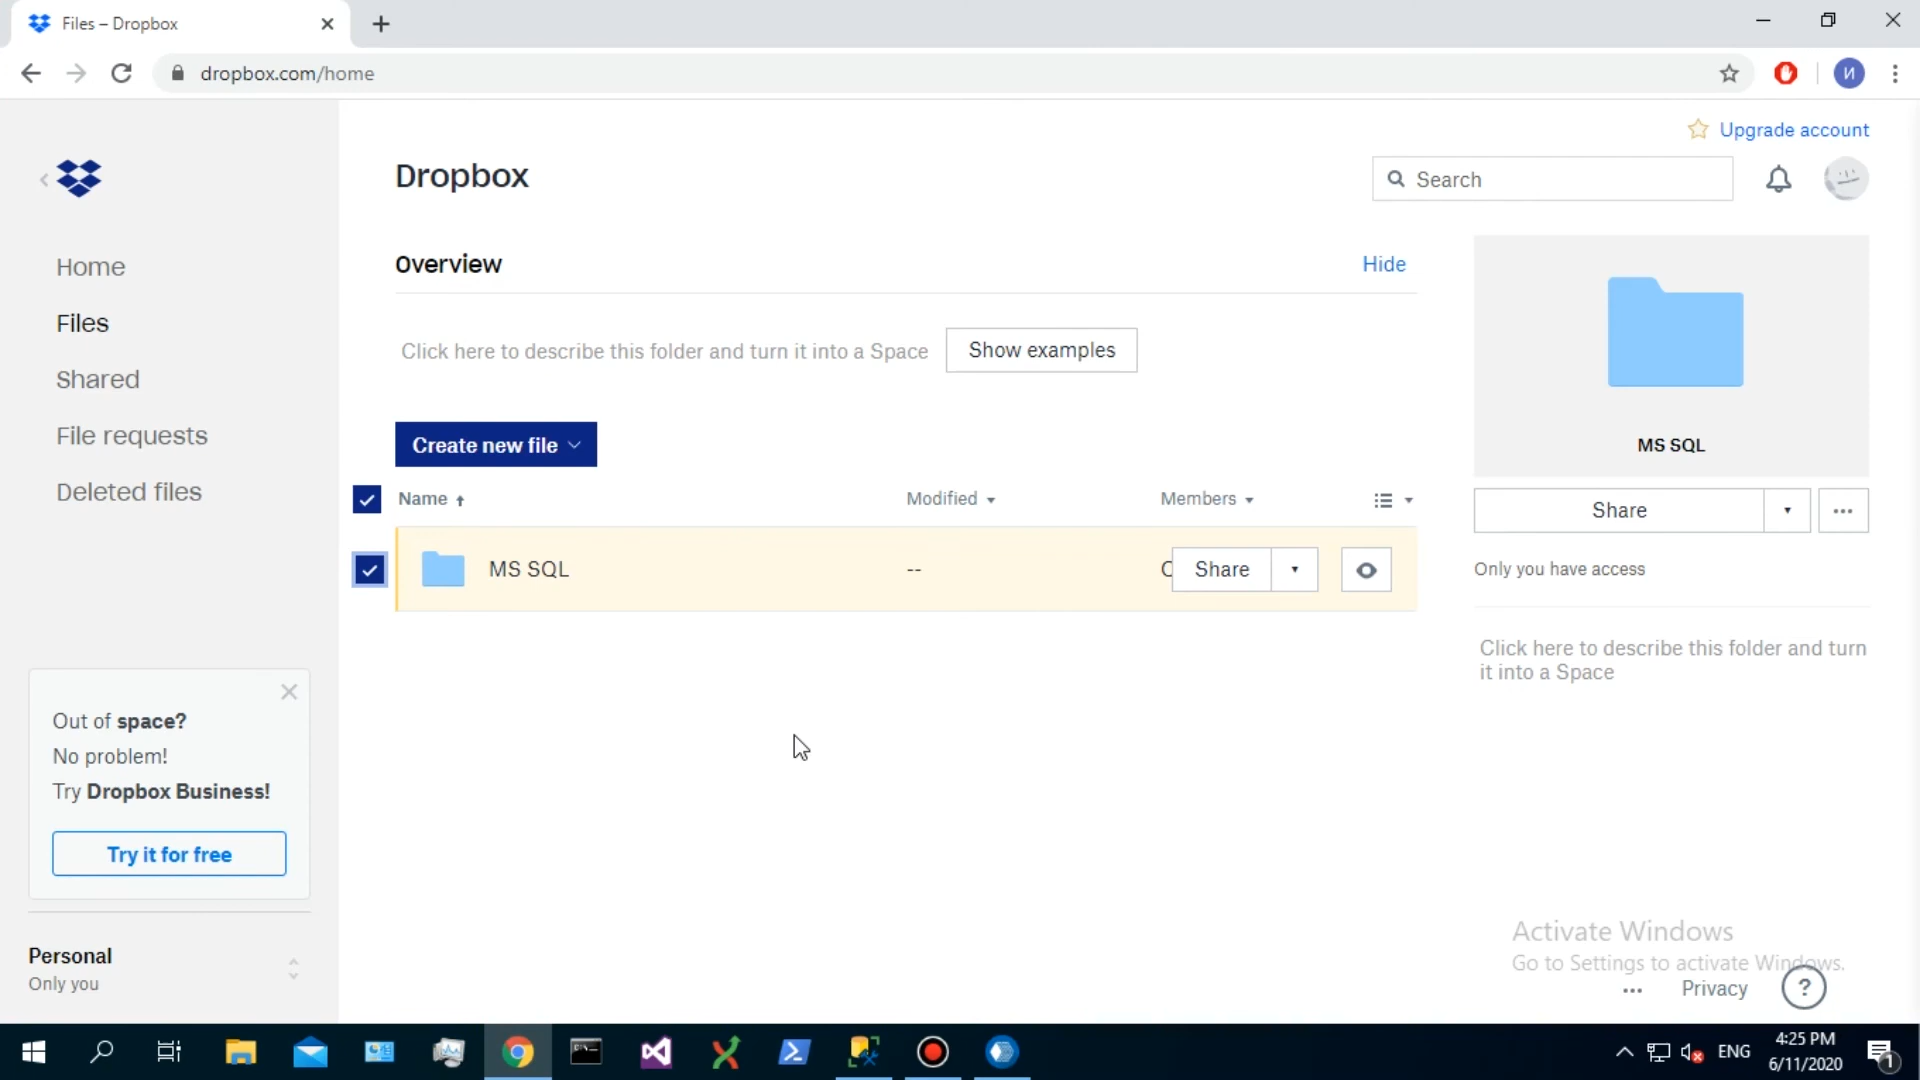 Files – Dropbox
dropbox.com/home
И
Upgrade account
Dropbox
Search
Home
Files
Shared
File requests
Deleted files
Overview
Hide
Click here to describe this folder and turn it into a Space
Show examples
Create new file
Name
Modified
Members
MS SQL
--
Share
MS SQL
Share
Only you have access
Click here to describe this folder and turn
it into a Space
Out of space?
No problem!
Try Dropbox Business!
Try it for free
Personal
Only you
Activate Windows
Go to Settings to activate Windows.
Privacy
?
ENG
4:25 PM
6/11/2020
1